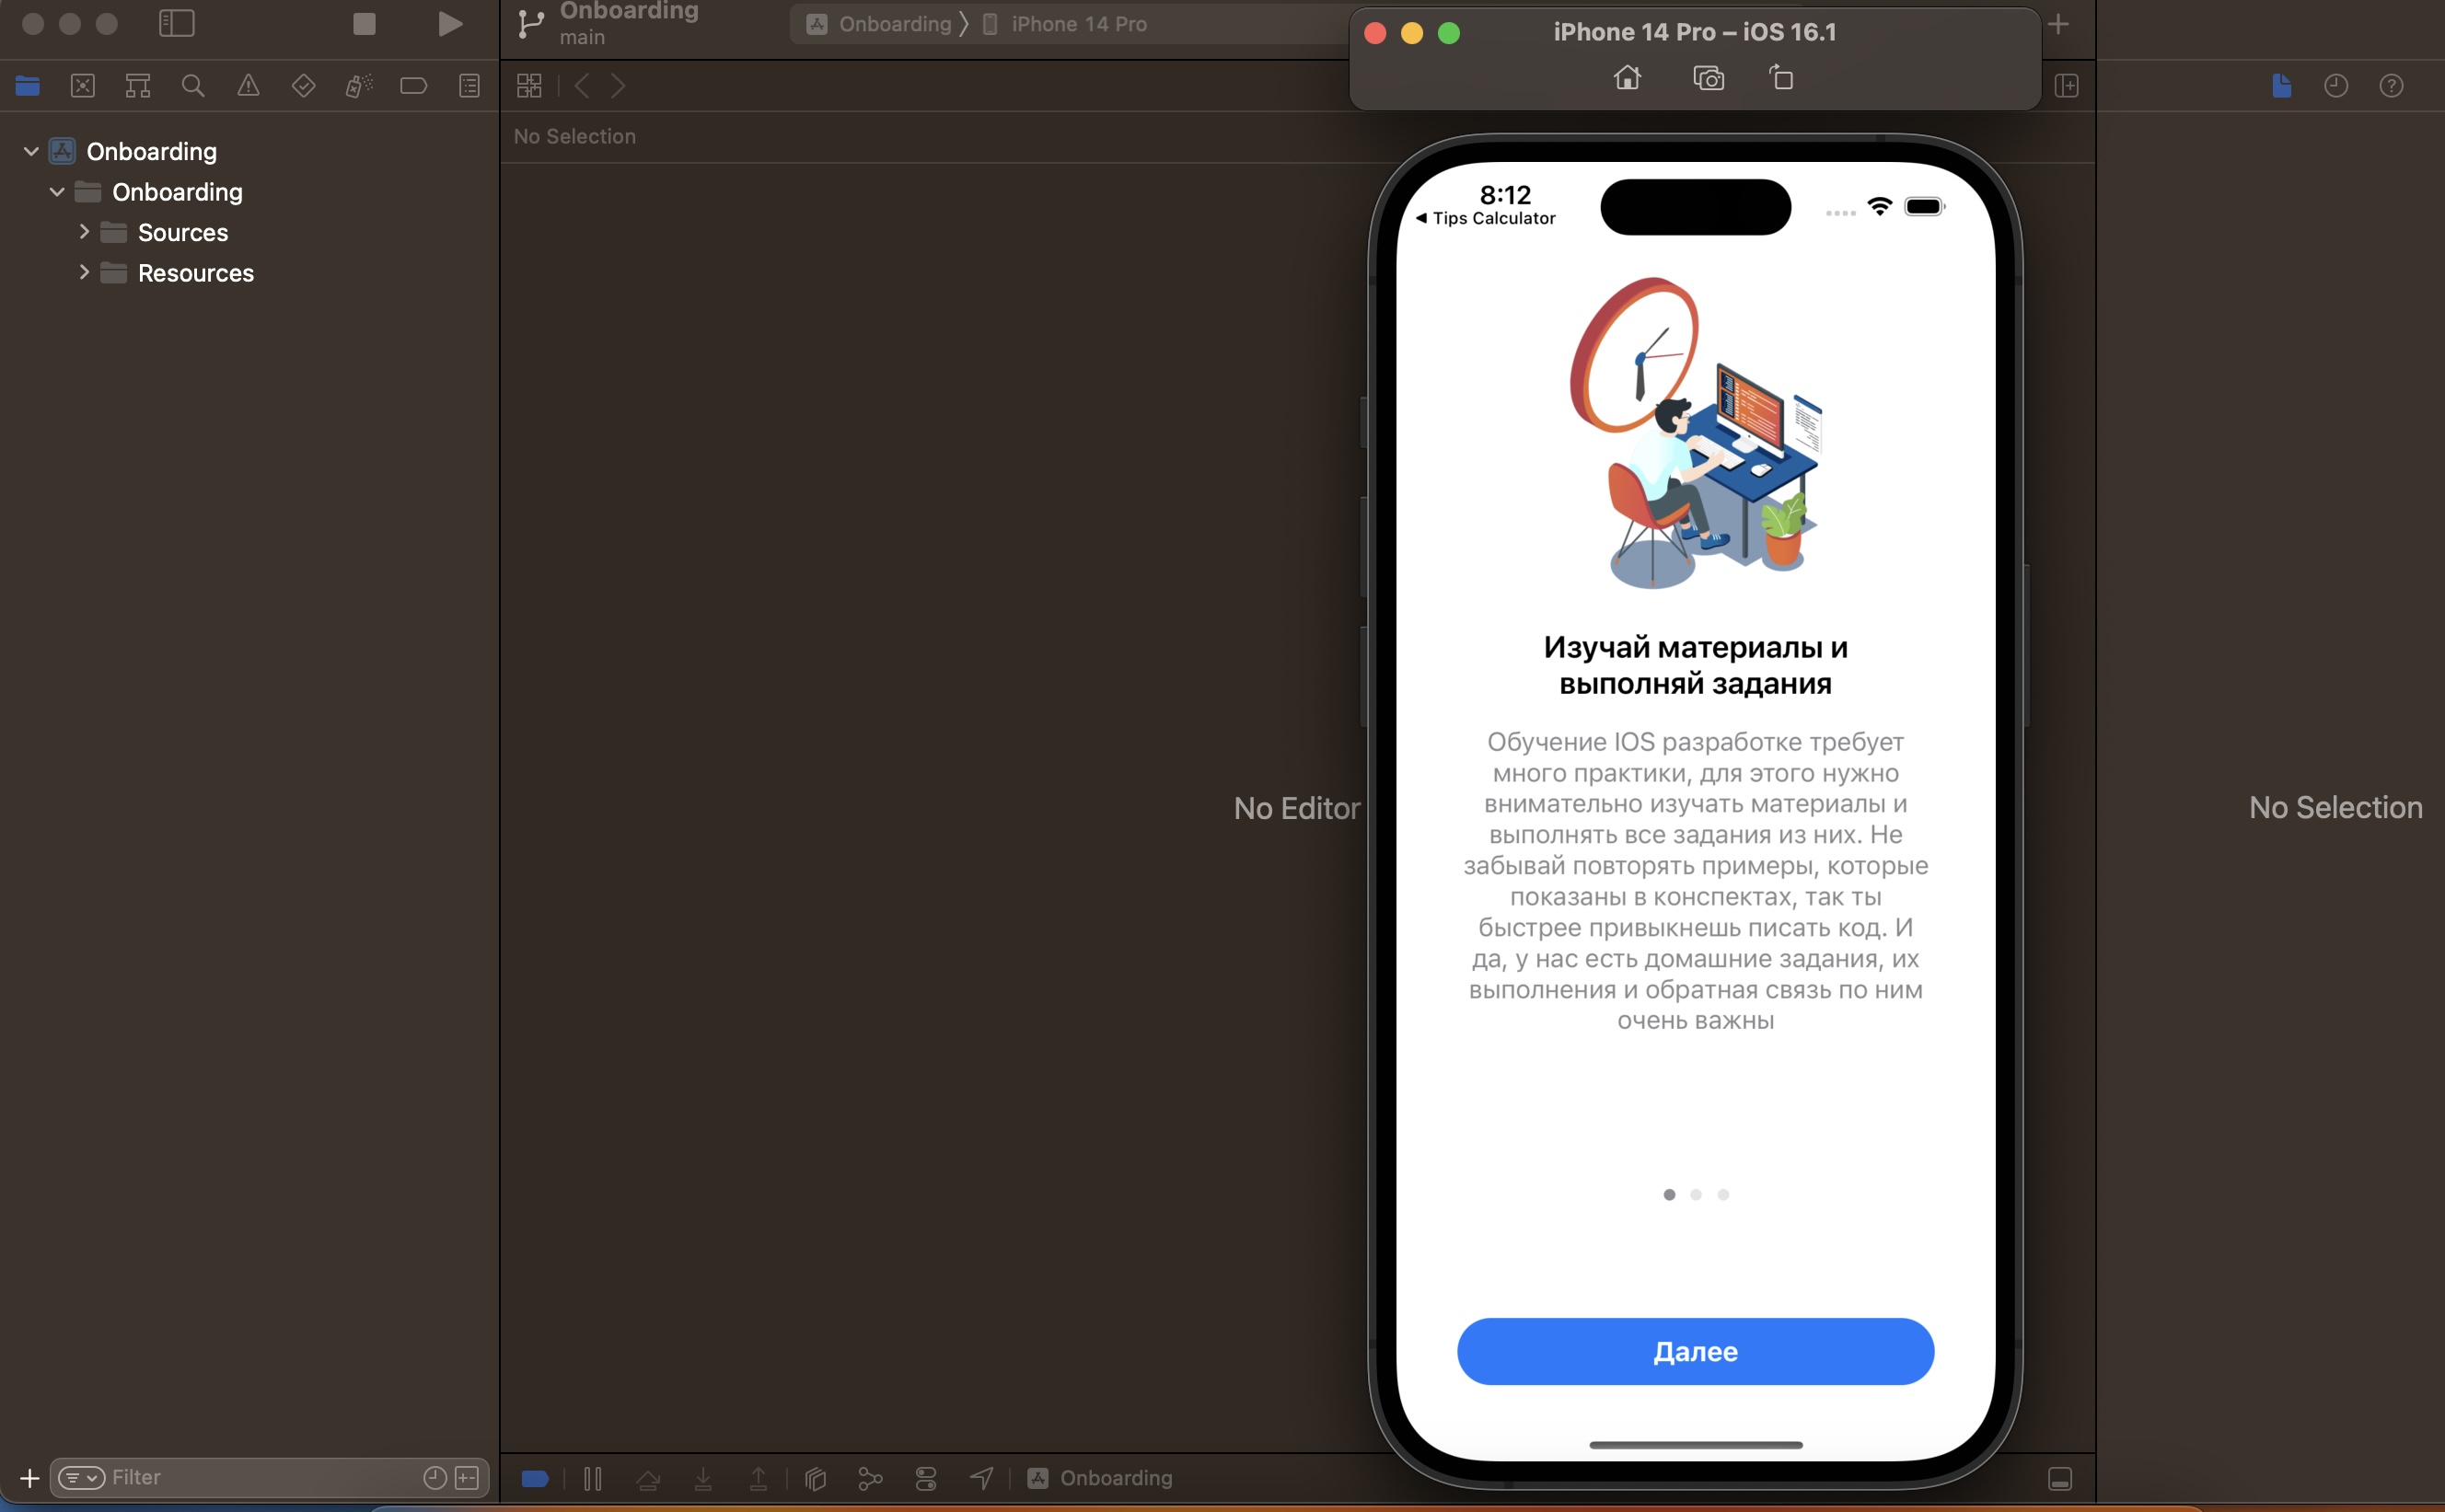 Onboarding
main
Onboarding
iPhone 14 Pro
iPhone 14 Pro – iOS 16.1
No Selection
Onboarding
Onboarding
Sources
Resources
8:12
Tips Calculator
Изучай материалы и
выполняй задания
Обучение IOS разработке требует
много практики, для этого нужно
внимательно изучать материалы и
выполнять все задания из них. Не
забывай повторять примеры, которые
показаны в конспектах, так ты
быстрее привыкнешь писать код. И
да, у нас есть домашние задания, их
выполнения и обратная связь по ним
очень важны
No Editor
No Selection
Далее
Filter
Onboarding